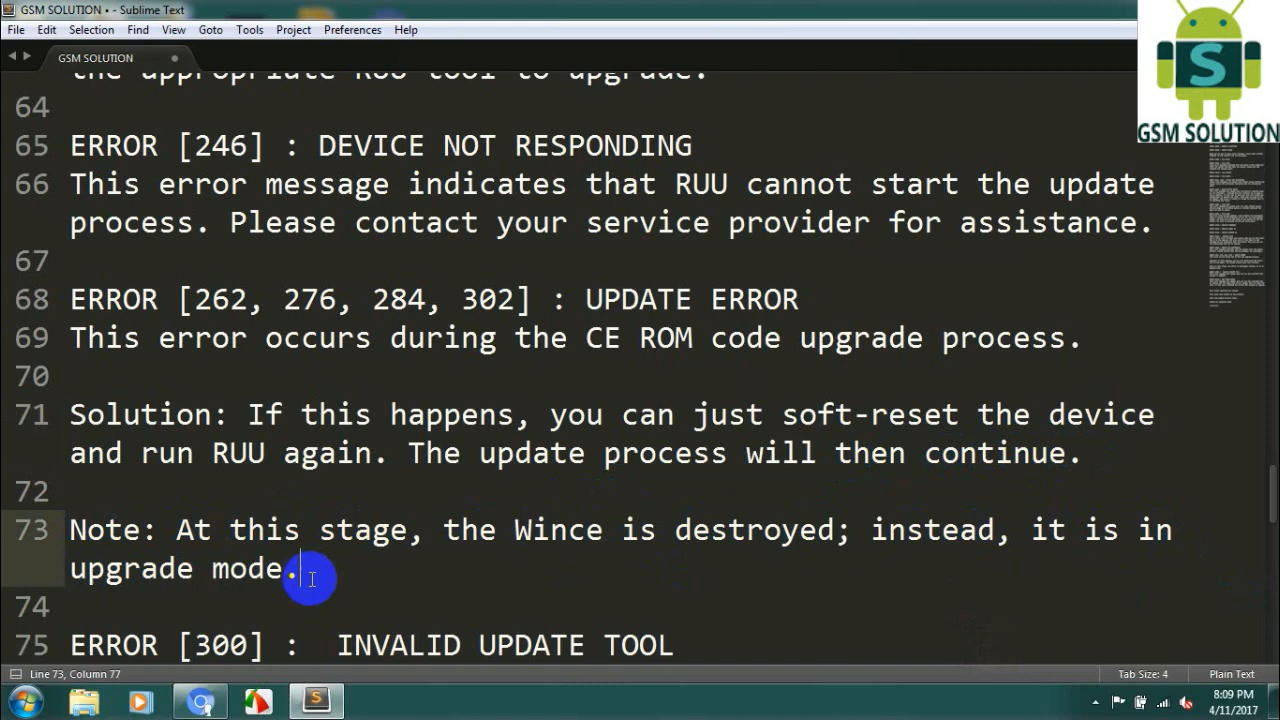 GSM SOLUTION • - Sublime Text
File Edit Selection Find View Goto Tools Project Preferences Help
GSM SOLUTION
S
GSM SOLUTION
the appropriate RUU tool to upgrade.
64
65 ERROR [246] : DEVICE NOT RESPONDING
66 This error message indicates that RUU cannot start the update
process. Please contact your service provider for assistance.
67
68 ERROR [262, 276, 284, 302] : UPDATE ERROR
69 This error occurs during the CE ROM code upgrade process.
70
71 Solution: If this happens, you can just soft-reset the device
and run RUU again. The update process will then continue.
72
73 Note: At this stage, the Wince is destroyed; instead, it is in
upgrade mode.
74
75 ERROR [300] :  INVALID UPDATE TOOL
Line 73, Column 77
Tab Size: 4
Plain Text
S
8:09 PM
4/11/2017